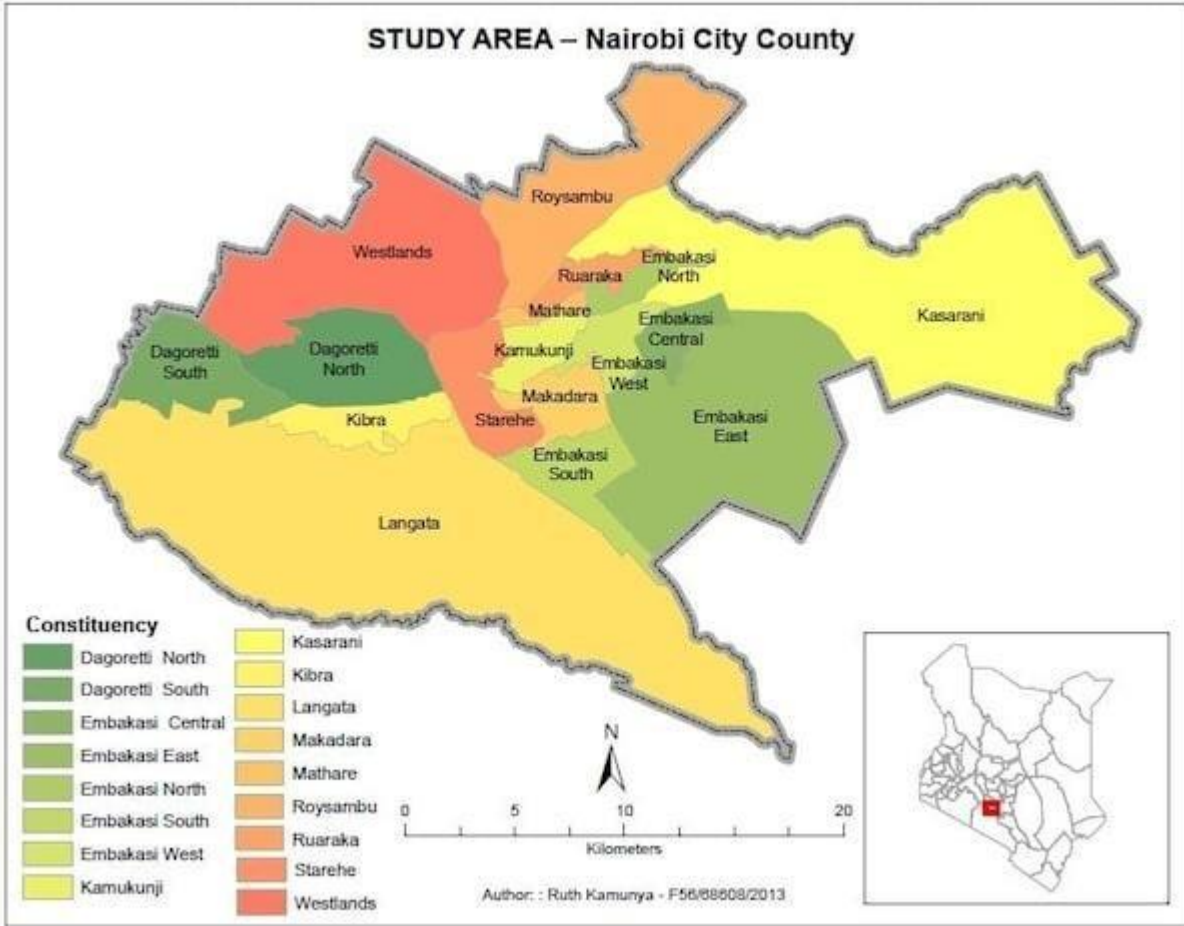 STUDY AREA – Nairobi City County
Roysambu
Westlands
Ruaraka
Embakasi
North
Mathare
Kasarani
Embakasi
Central
Dagoretti
South
Dagoretti
North
Kamukunji
Embakasi
West
Makadara
Kibra
Starehe
Embakasi
East
Embakasi
South
Langata
Constituency
Dagoretti North
Dagoretti South
Embakasi Central
Embakasi East
Embakasi North
Embakasi South
Embakasi West
Kamukunji
Kasarani
Kibra
Langata
Makadara
Mathare
Roysambu
Ruaraka
Starehe
Westlands
N
0 5 10 20
Kilometers
Author: : Ruth Kamunya - F56/68608/2013